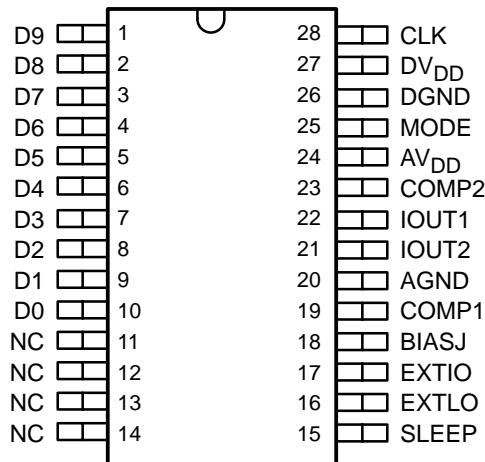 D9 1 28 CLK
D8 2 27 DVDD
D7 3 26 DGND
D6 4 25 MODE
D5 5 24 AVDD
D4 6 23 COMP2
D3 7 22 IOUT1
D2 8 21 IOUT2
D1 9 20 AGND
D0 10 19 COMP1
NC 11 18 BIASJ
NC 12 17 EXTIO
NC 13 16 EXTLO
NC 14 15 SLEEP